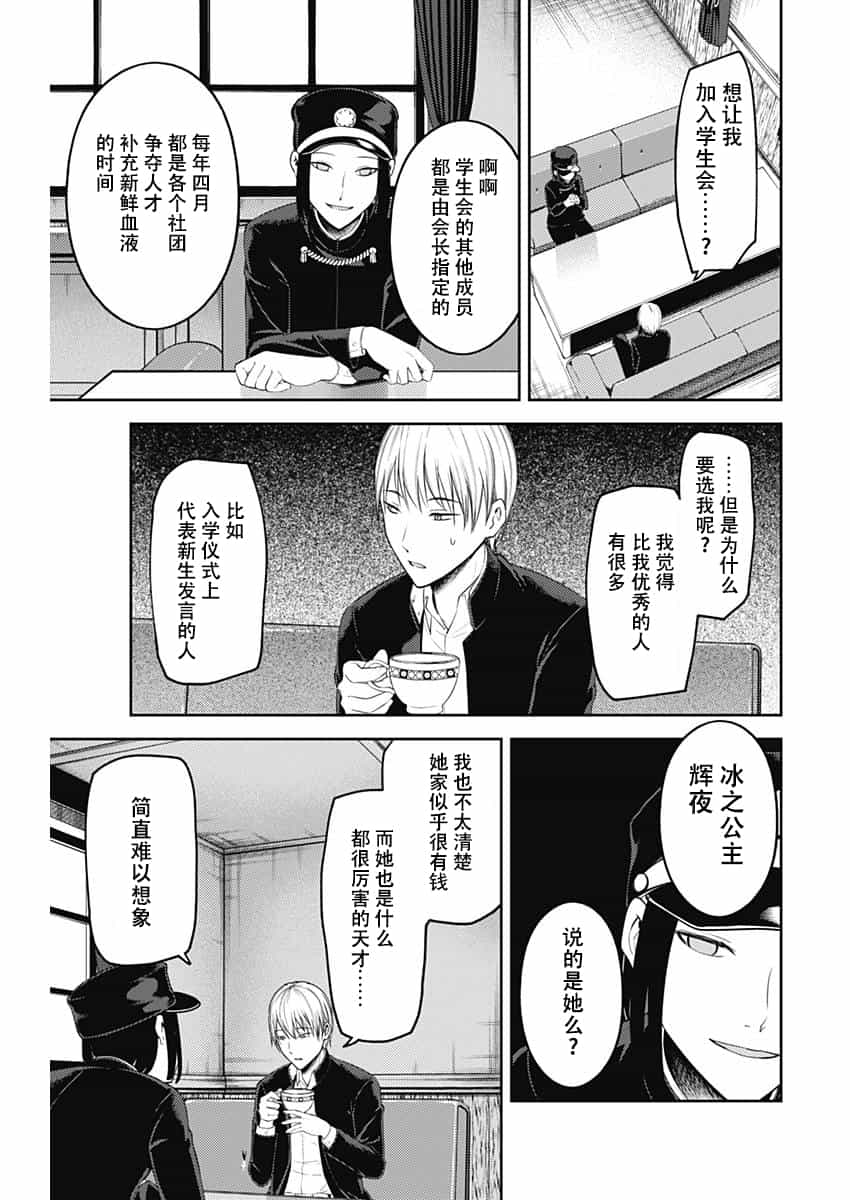 想让我
加入学生会……？
啊啊
学生会的其他成员
都是由会长指定的
每年四月
都是各个社团
争夺人才
补充新鲜血液
的时间
……但是为什么
要选我呢？
我觉得
比我优秀的人
有很多
比如
入学仪式上
代表新生发言的人
冰之公主
辉夜
说的是她么？
我也不太清楚
她家似乎很有钱
而她也是什么
都很厉害的天才……
简直难以想象